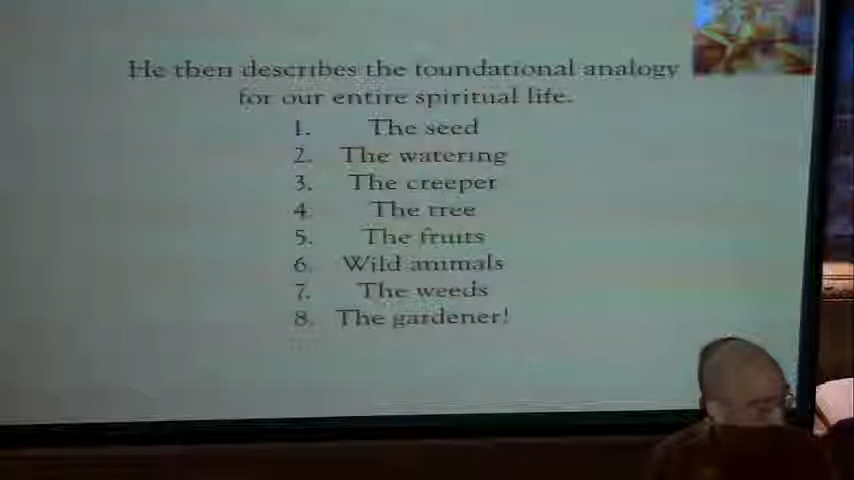 He then describes the foundational analogy
for our entire spiritual life.
1. The seed
2. The watering
3. The creeper
4. The tree
5. The fruits
6. Wild animals
7. The weeds
8. The gardener!